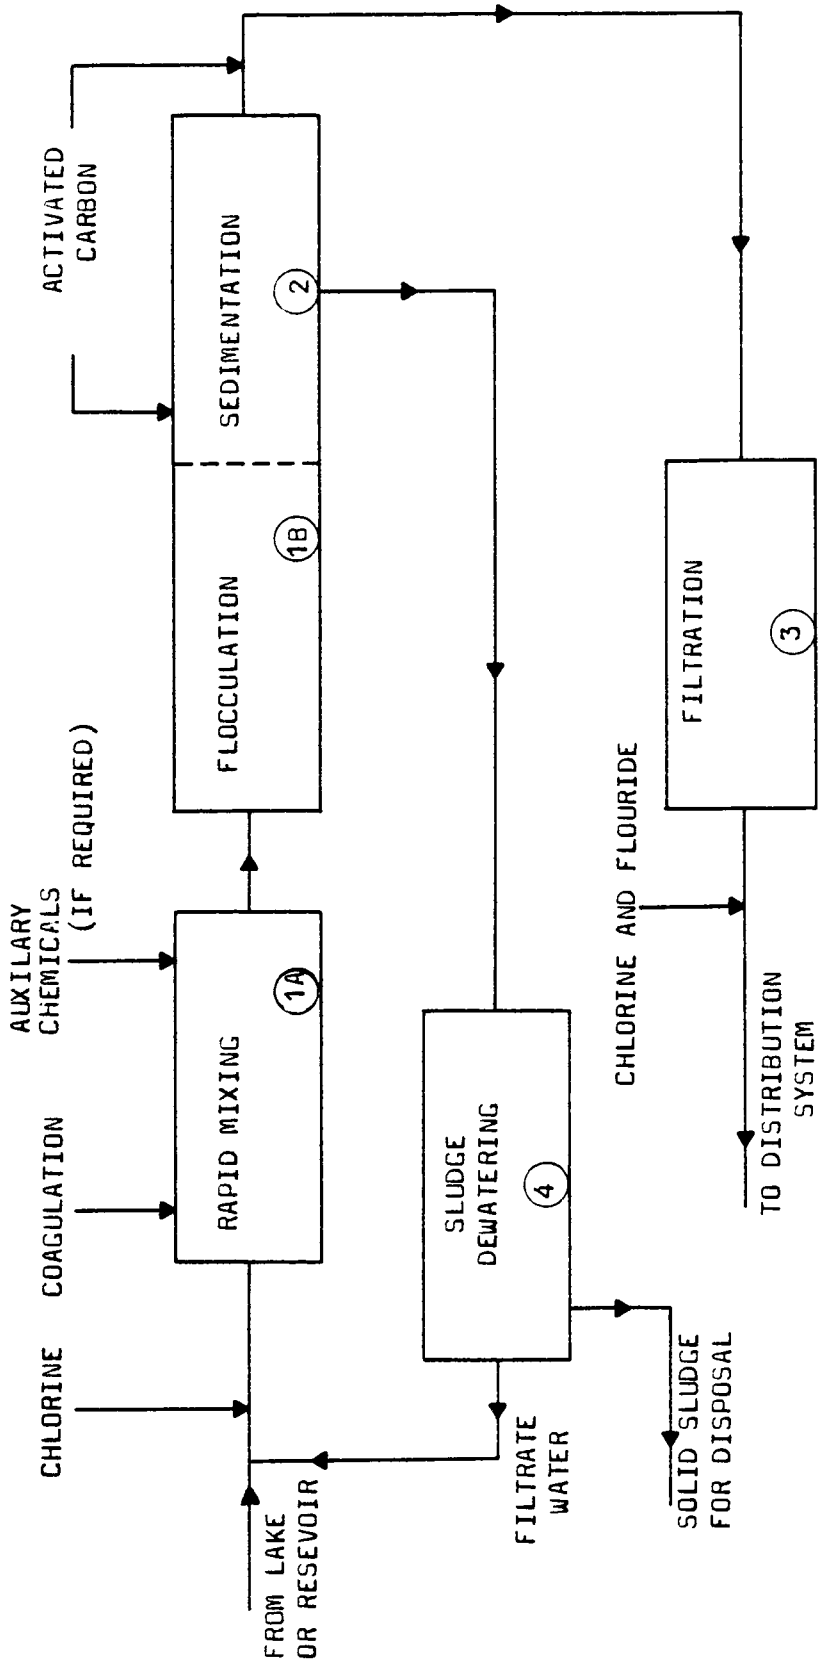 ACTIVATED
CARBON
AUXILARY
CHEMICALS
(IF REQUIRED)
COAGULATION
CHLORINE
RAPID MIXING
1A
FLOCCULATION
1B
SEDIMENTATION
2
FROM LAKE
OR RESEVOIR
FILTRATE
WATER
SLUDGE
DEWATERING
4
SOLID SLUDGE
FOR DISPOSAL
CHLORINE AND FLOURIDE
FILTRATION
3
TO DISTRIBUTION
SYSTEM